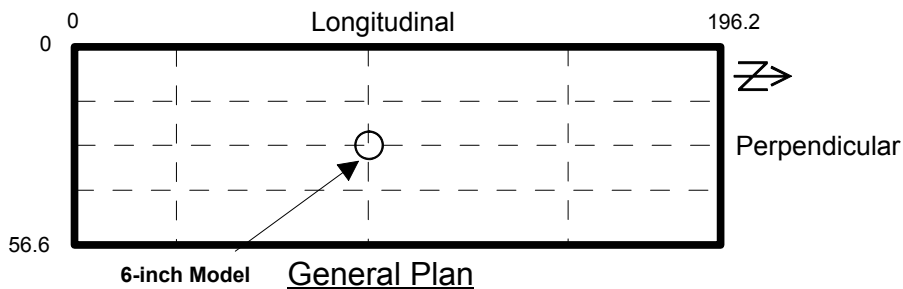 0 Longitudinal 196.2
0
Z
Perpendicular
56.6
6-inch Model General Plan